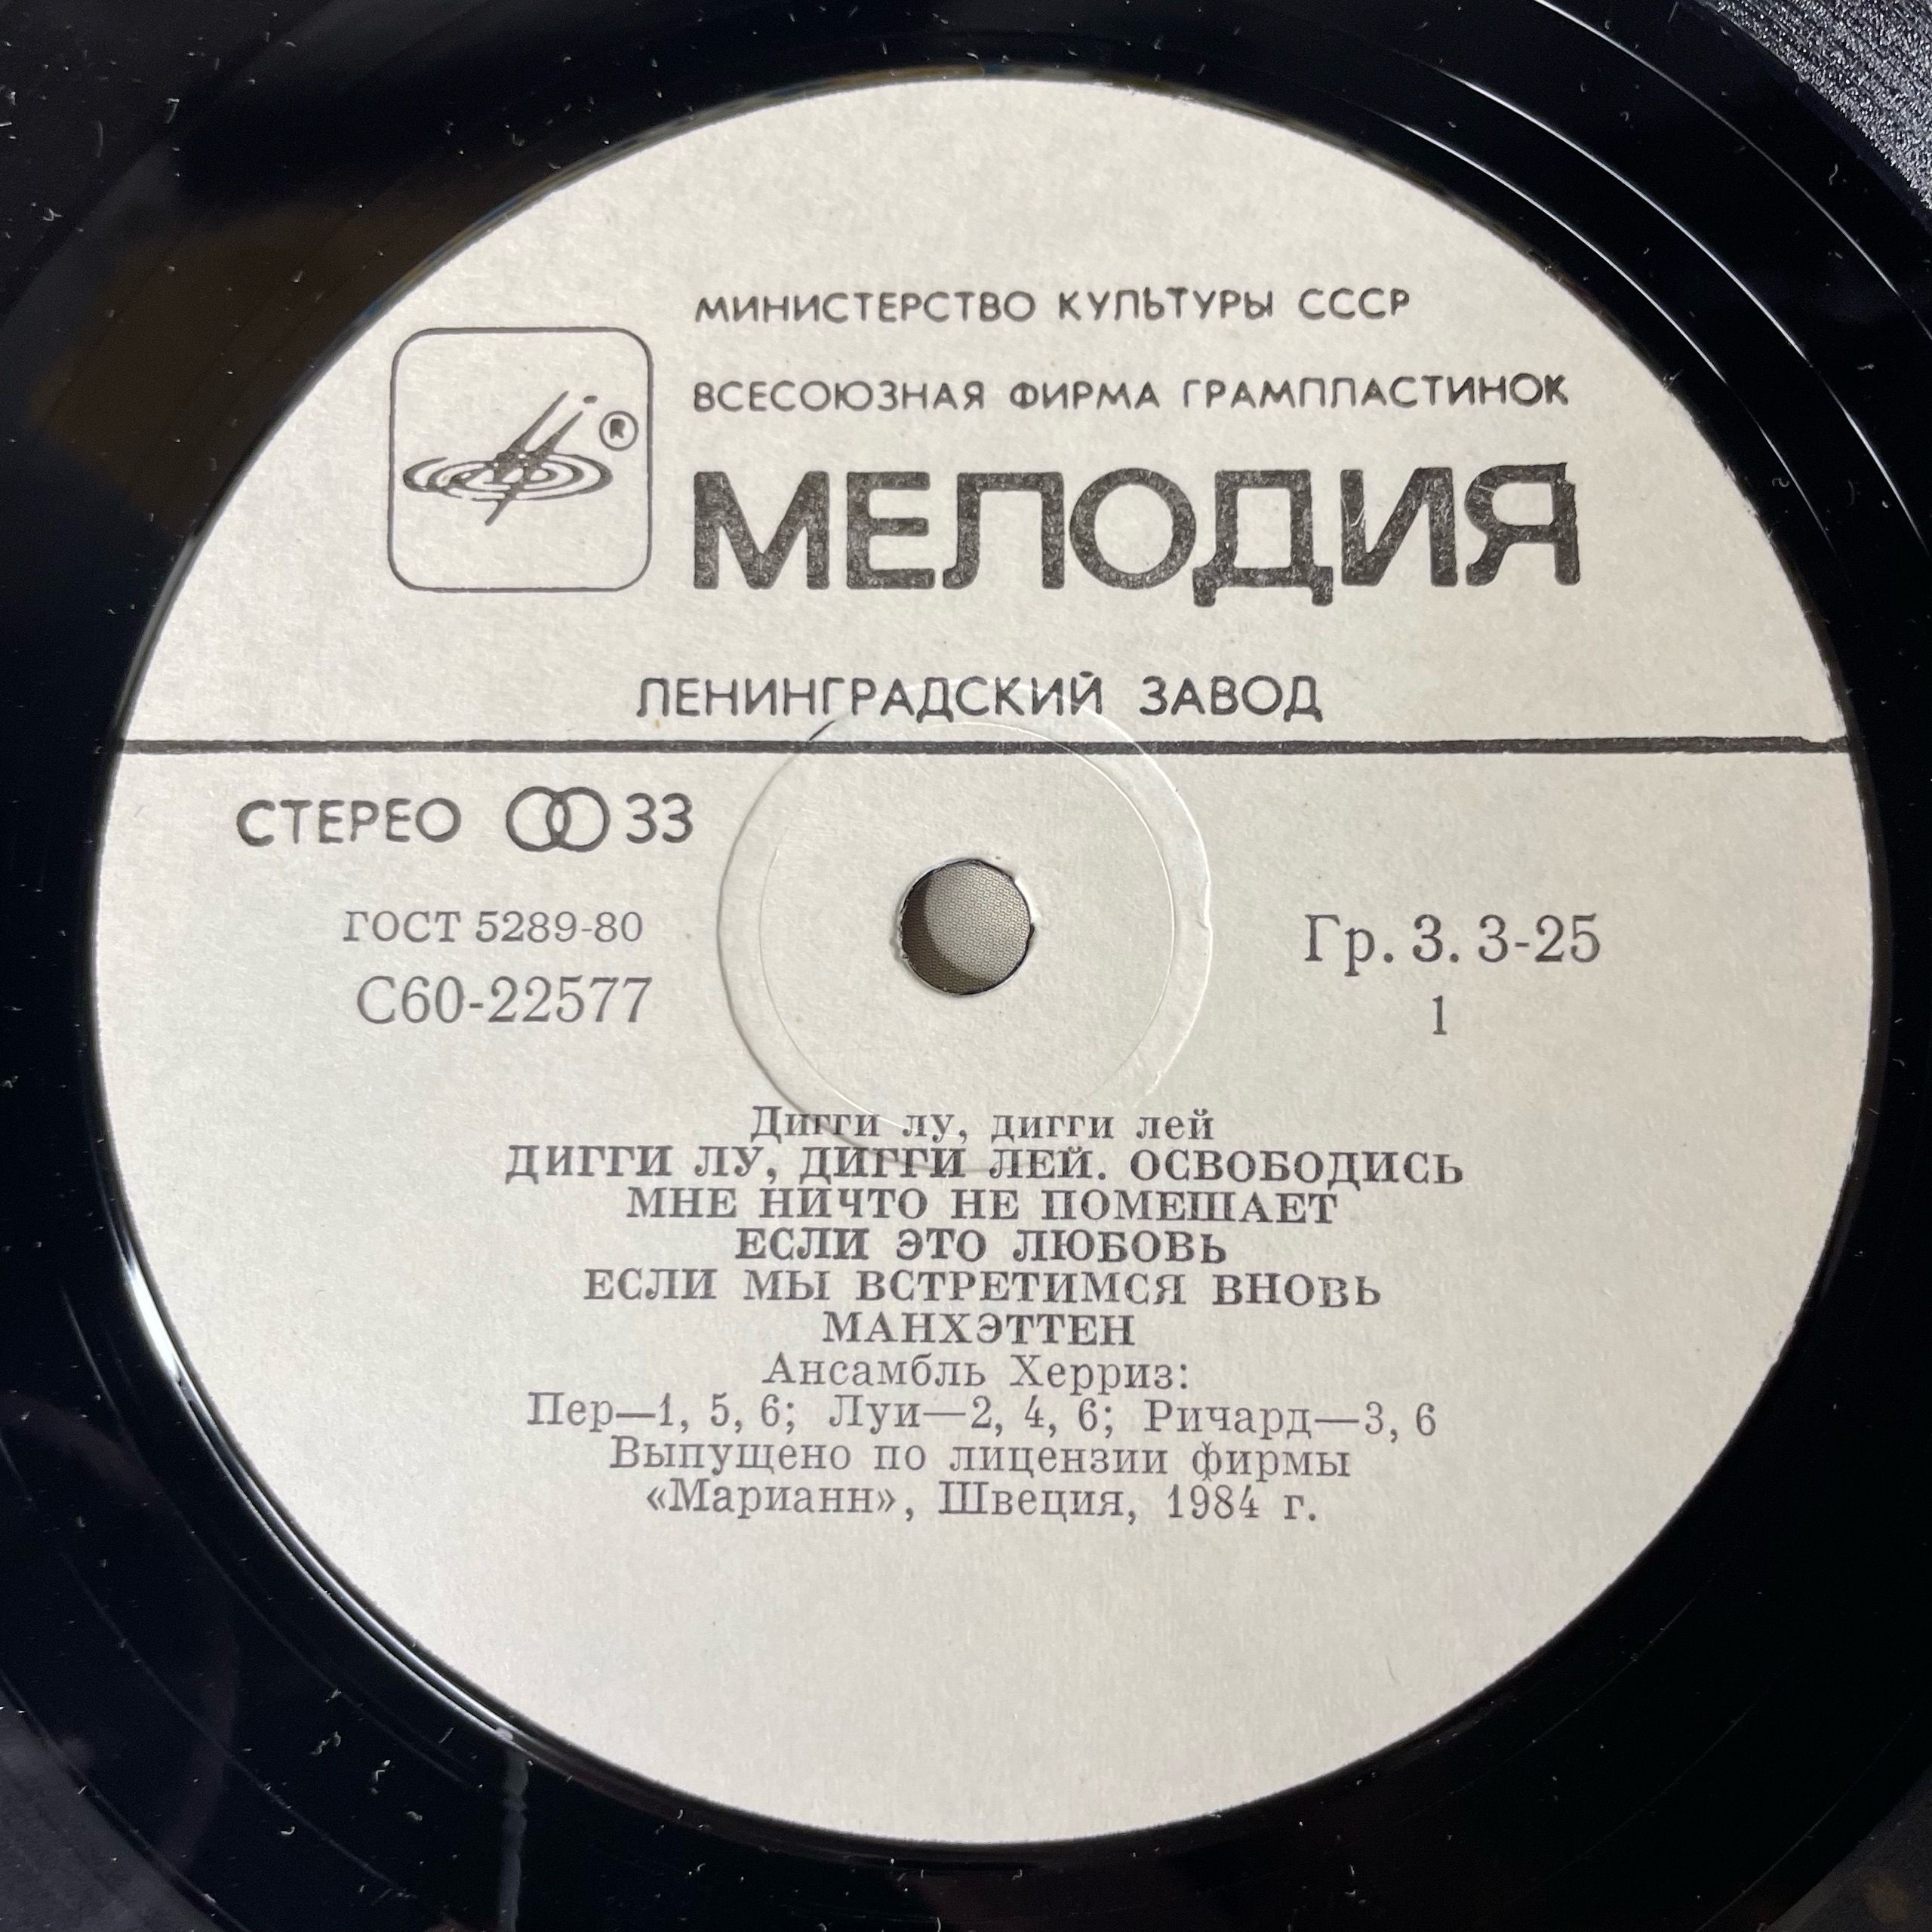 МИНИСТЕРСТВО КУЛЬТУРЫ СССР
ВСЕСОЮЗНАЯ ФИРМА ГРАМПЛАСТИНОК
®
МЕЛОДИЯ
ЛЕНИНГРАДСКИЙ ЗАВОД
СТЕРЕО 33
ГОСТ 5289-80
С60-22577
Гр. 3. 3-25
1
Дигги лу, дигги лей
ДИГГИ ЛУ, ДИГГИ ЛЕЙ. ОСВОБОДИСЬ
МНЕ НИЧТО НЕ ПОМЕШАЕТ
ЕСЛИ ЭТО ЛЮБОВЬ
ЕСЛИ МЫ ВСТРЕТИМСЯ ВНОВЬ
МАНХЭТТЕН
Ансамбль Херриз:
Пер—1, 5, 6; Луи—2, 4, 6; Ричард—3, 6
Выпущено по лицензии фирмы
«Марианн», Швеция, 1984 г.